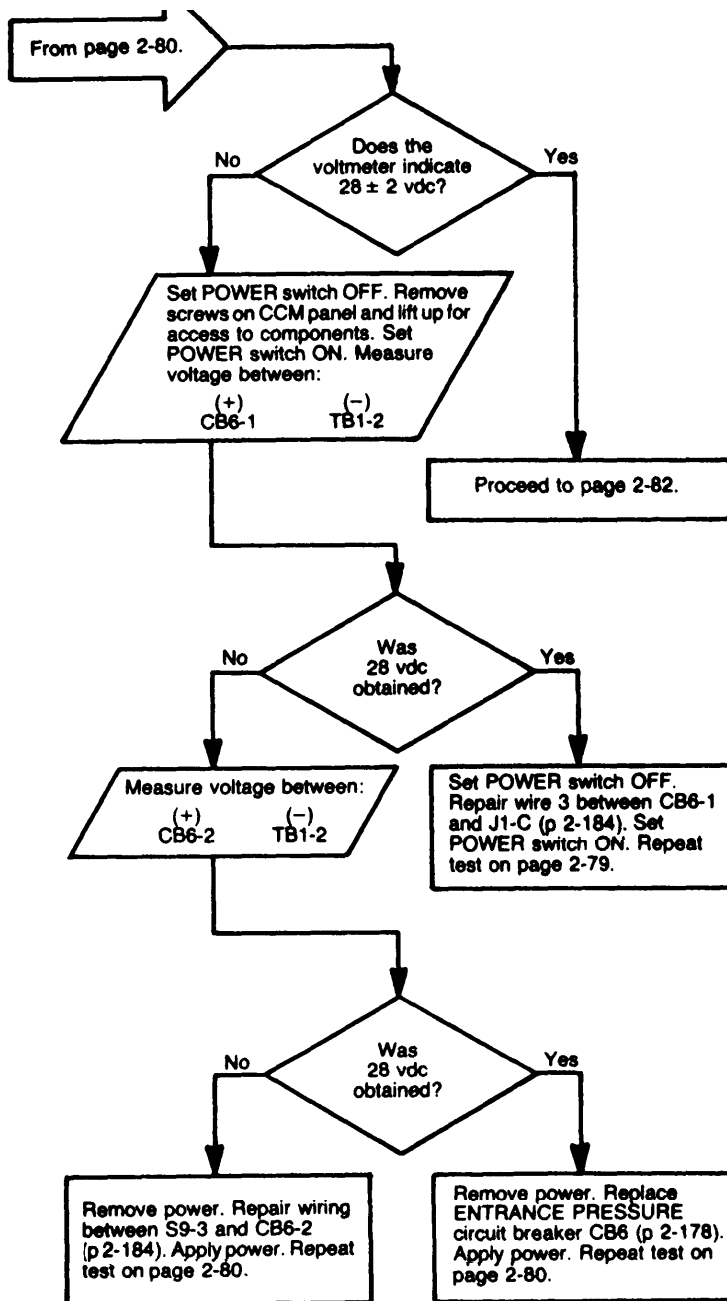 From page 2-80.
Does the
voltmeter indicate
28 ± 2 vdc?
No
Yes
Set POWER switch OFF. Remove
screws on CCM panel and lift up for
access to components. Set
POWER switch ON. Measure
voltage between:
(+) (−)
CB6-1 TB1-2
Proceed to page 2-82.
Was
28 vdc
obtained?
No
Yes
Measure voltage between:
(+) (−)
CB6-2 TB1-2
Set POWER switch OFF.
Repair wire 3 between CB6-1
and J1-C (p 2-184). Set
POWER switch ON. Repeat
test on page 2-79.
Was
28 vdc
obtained?
No
Yes
Remove power. Repair wiring
between S9-3 and CB6-2
(p 2-184). Apply power. Repeat
test on page 2-80.
Remove power. Replace
ENTRANCE PRESSURE
circuit breaker CB6 (p 2-178).
Apply power. Repeat test on
page 2-80.